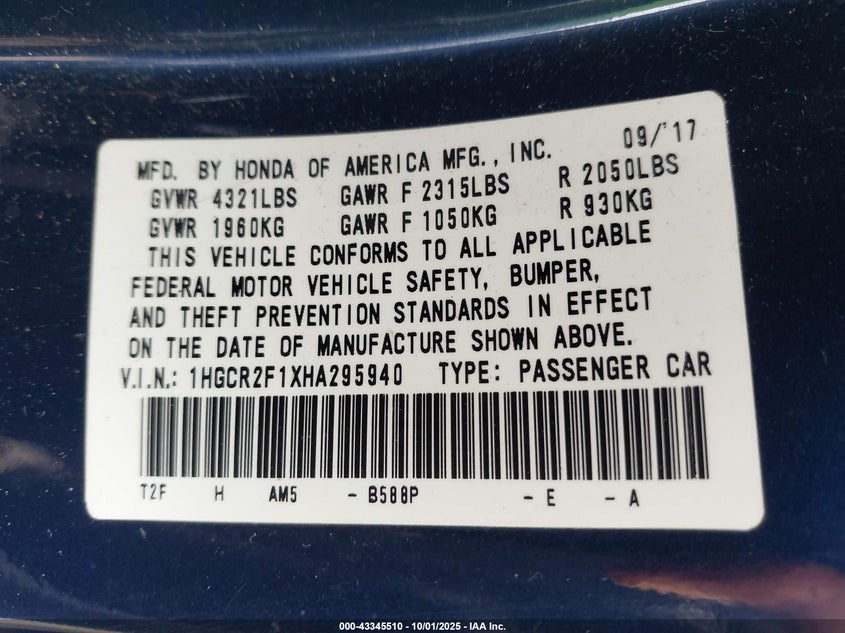 MFD. BY HONDA OF AMERICA MFG., INC. 09/'17
GVWR 4321LBS GAWR F 2315LBS R 2050LBS
GVWR 1960KG GAWR F 1050KG R 930KG
THIS VEHICLE CONFORMS TO ALL APPLICABLE
FEDERAL MOTOR VEHICLE SAFETY, BUMPER,
AND THEFT PREVENTION STANDARDS IN EFFECT
ON THE DATE OF MANUFACTURE SHOWN ABOVE.
V.I.N.: 1HGCR2F1XHA295940 TYPE: PASSENGER CAR
T2F H AM5 - B588P - E - A
000-43345510 - 10/01/2025 - IAA Inc.